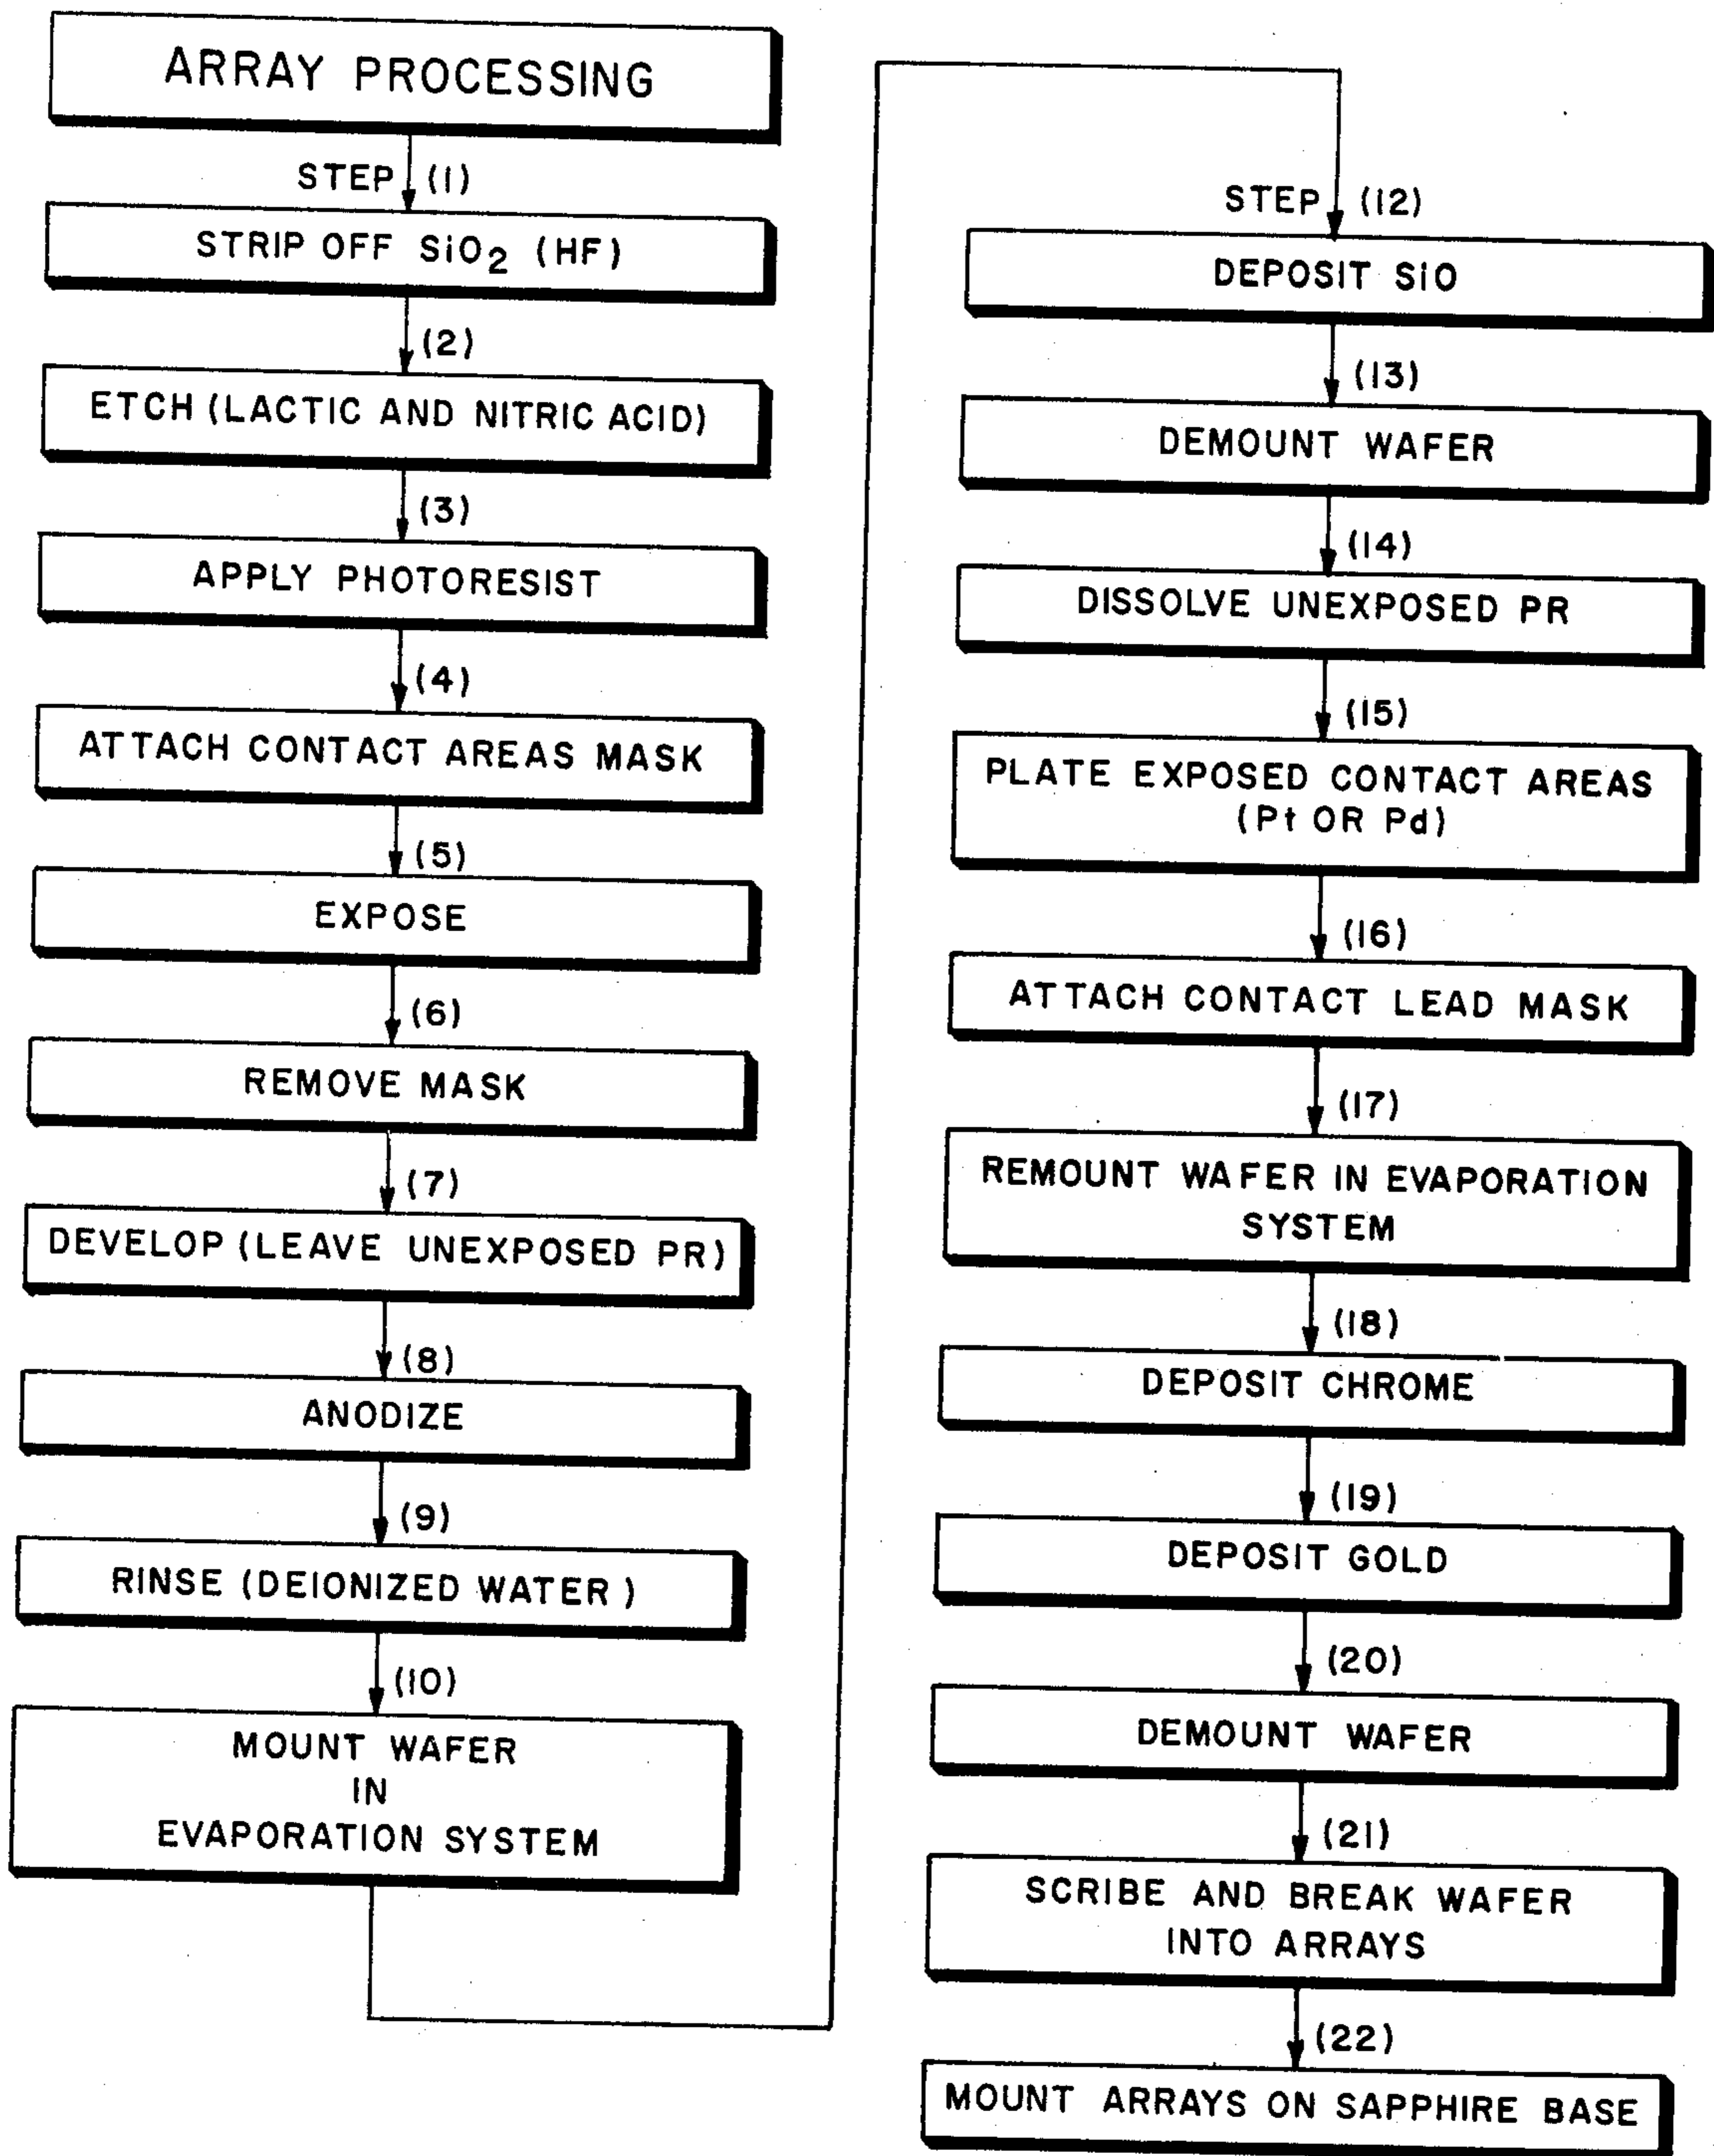 ARRAY PROCESSING
STEP (1)
STRIP OFF SiO₂ (HF)
(2)
ETCH (LACTIC AND NITRIC ACID)
(3)
APPLY PHOTORESIST
(4)
ATTACH CONTACT AREAS MASK
(5)
EXPOSE
(6)
REMOVE MASK
(7)
DEVELOP (LEAVE UNEXPOSED PR)
(8)
ANODIZE
(9)
RINSE (DEIONIZED WATER)
(10)
MOUNT WAFER
IN
EVAPORATION SYSTEM
STEP (12)
DEPOSIT SiO
(13)
DEMOUNT WAFER
(14)
DISSOLVE UNEXPOSED PR
(15)
PLATE EXPOSED CONTACT AREAS
(Pt OR Pd)
(16)
ATTACH CONTACT LEAD MASK
(17)
REMOUNT WAFER IN EVAPORATION
SYSTEM
(18)
DEPOSIT CHROME
(19)
DEPOSIT GOLD
(20)
DEMOUNT WAFER
(21)
SCRIBE AND BREAK WAFER
INTO ARRAYS
(22)
MOUNT ARRAYS ON SAPPHIRE BASE